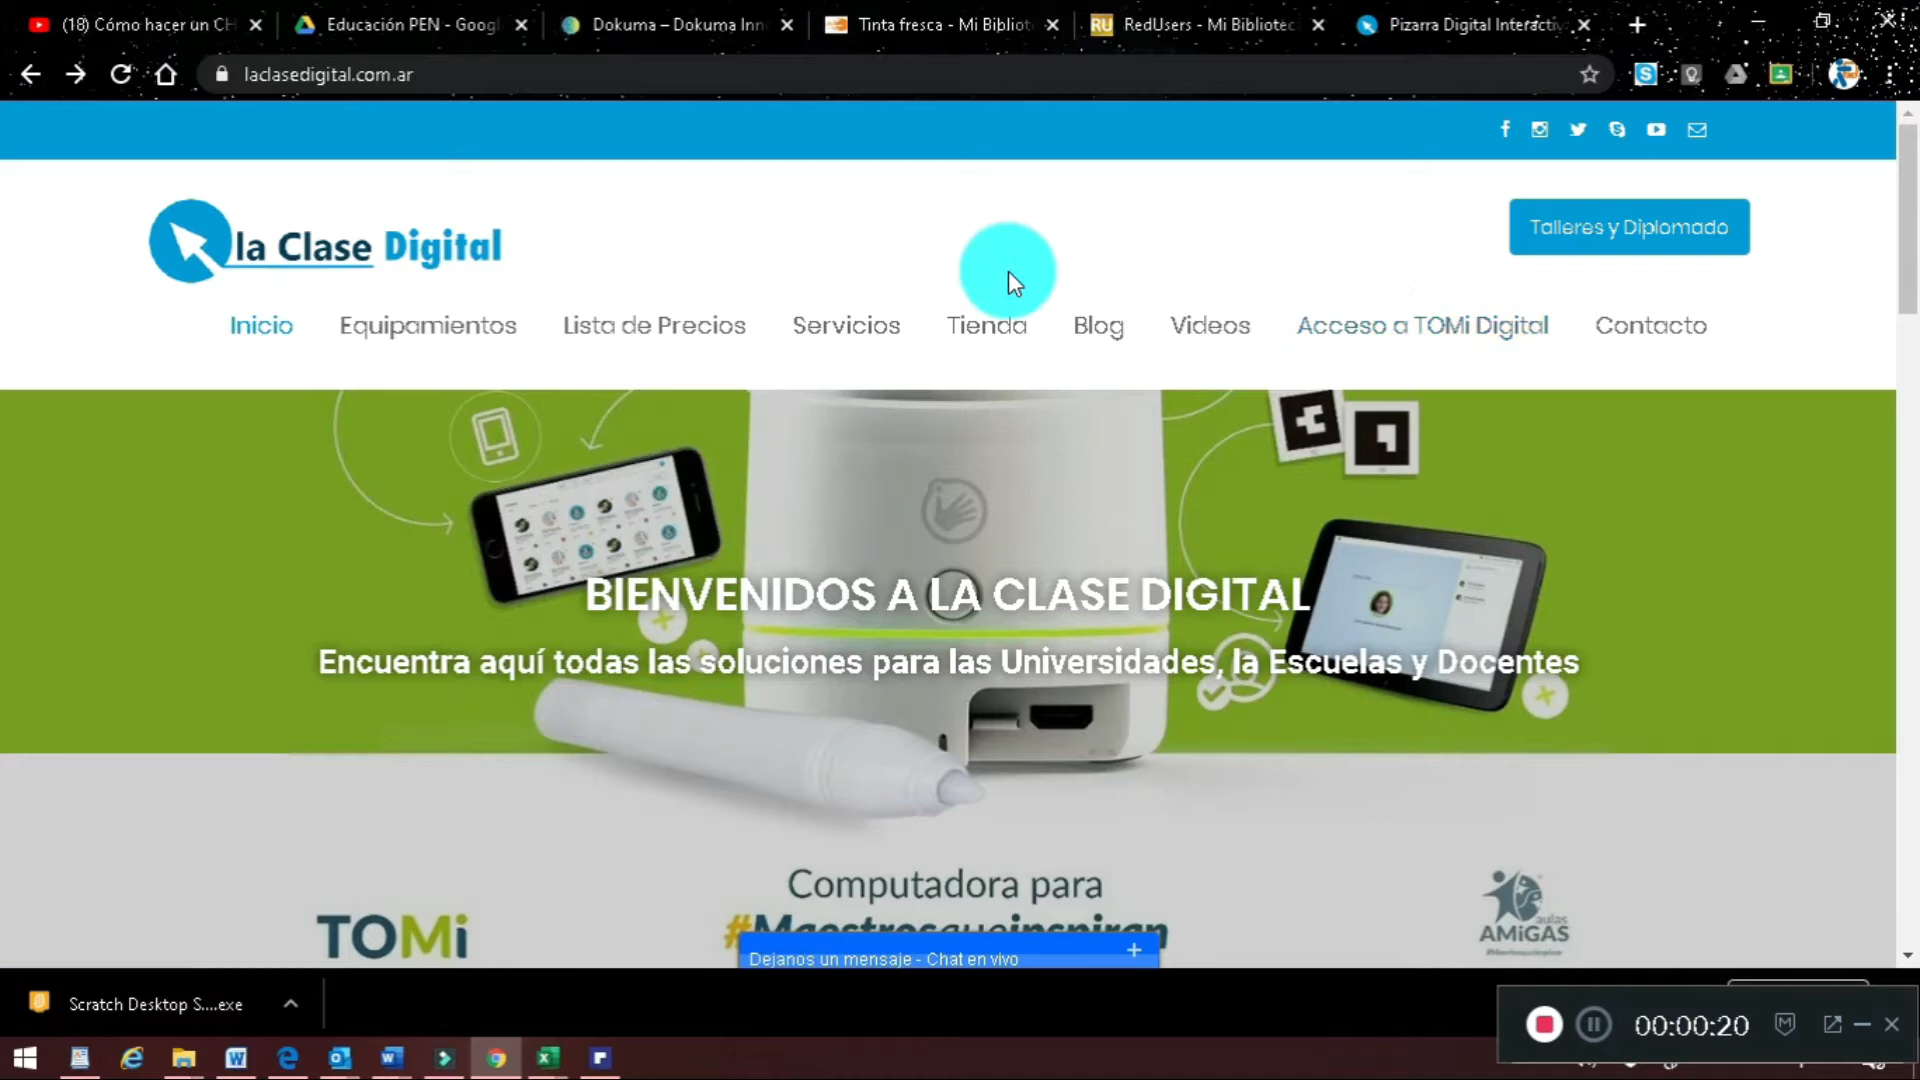 (18) Cómo hacer un CH
Educación PEN - Googl
Dokuma – Dokuma Inn
Tinta fresca - Mi Bibliot
RedUsers - Mi Bibliotec
Pizarra Digital Interactiv
laclasedigital.com.ar
la Clase Digital
Talleres y Diplomado
Inicio
Equipamientos
Lista de Precios
Servicios
Tienda
Blog
Videos
Acceso a TOMi Digital
Contacto
BIENVENIDOS A LA CLASE DIGITAL
Encuentra aquí todas las soluciones para las Universidades, la Escuelas y Docentes
Computadora para
#Maestrosqueinspiran
TOMi
aulas
AMiGAS
Dejanos un mensaje - Chat en vivo
Scratch Desktop S....exe
00:00:20